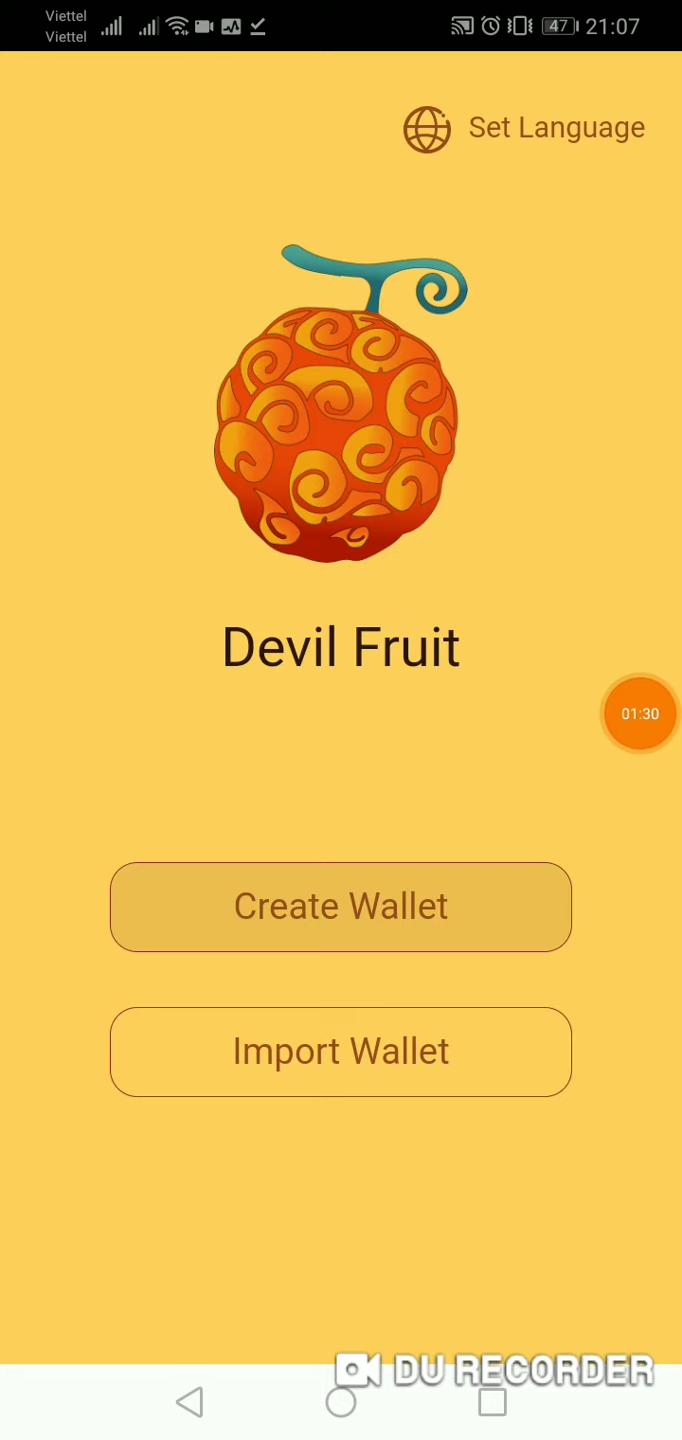 Viettel
Viettel
47
21:07
Set Language
Devil Fruit
01:30
Create Wallet
Import Wallet
DU RECORDER